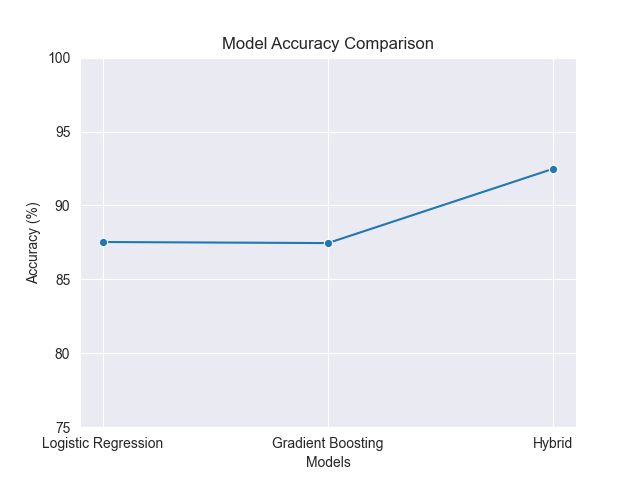 Model Accuracy Comparison
100
95
90
85
80
75
Accuracy (%)
Logistic Regression
Gradient Boosting
Hybrid
Models